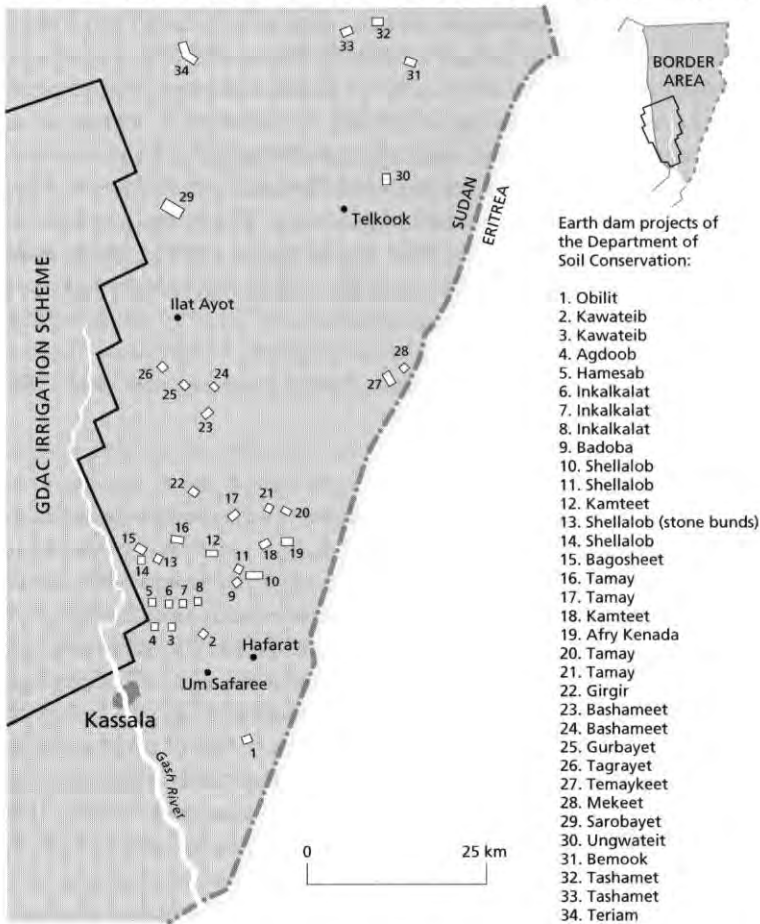 33
32
34
31
BORDER
AREA
30
29
Telkook
SUDAN
ERITREA
Earth dam projects of
the Department of
Soil Conservation:
GDAC IRRIGATION SCHEME
Ilat Ayot
26
25
24
28
27
23
22
17
21
20
15
16
12
18
19
14
13
11
10
9
5
6
7
8
4
3
2
Hafarat
Um Safaree
Kassala
1
Gash River
0
25 km
1. Obilit
2. Kawateib
3. Kawateib
4. Agdoob
5. Hamesab
6. Inkalkalat
7. Inkalkalat
8. Inkalkalat
9. Badoba
10. Shellalob
11. Shellalob
12. Kamteet
13. Shellalob (stone bunds)
14. Shellalob
15. Bagosheet
16. Tamay
17. Tamay
18. Kamteet
19. Afry Kenada
20. Tamay
21. Tamay
22. Girgir
23. Bashameet
24. Bashameet
25. Gurbayet
26. Tagrayet
27. Temaykeet
28. Mekeet
29. Sarobayet
30. Ungwateit
31. Bemook
32. Tashamet
33. Tashamet
34. Teriam